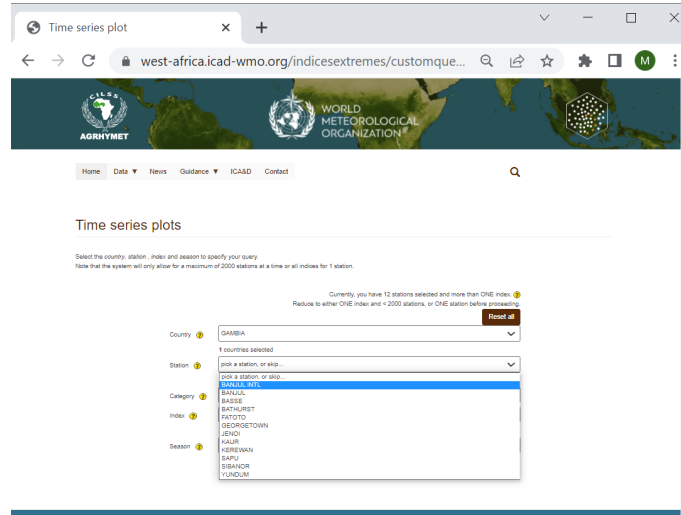 Time series plot
west-africa.icad-wmo.org/indicesextremes/customque...
M
CILSS
AGRHYMET
WORLD
METEOROLOGICAL
ORGANIZATION
Home Data ▼ News Guidance ▼ ICA&D Contact
Time series plots
Select the country, station , index and season to specify your query.
Note that the system will only allow for a maximum of 2000 stations at a time or all indices for 1 station.
Currently, you have 12 stations selected and more than ONE index. ?
Reduce to either ONE index and < 2000 stations, or ONE station before proceeding.
Reset all
Country ? GAMBIA
1 countries selected
Station ? pick a station, or skip...
pick a station, or skip...
BANJUL INTL
Category ? BANJUL
BASSE
BATHURST
Index ? FATOTO
GEORGETOWN
JENOI
KAUR
Season ? KEREWAN
SAPU
SIBANOR
YUNDUM